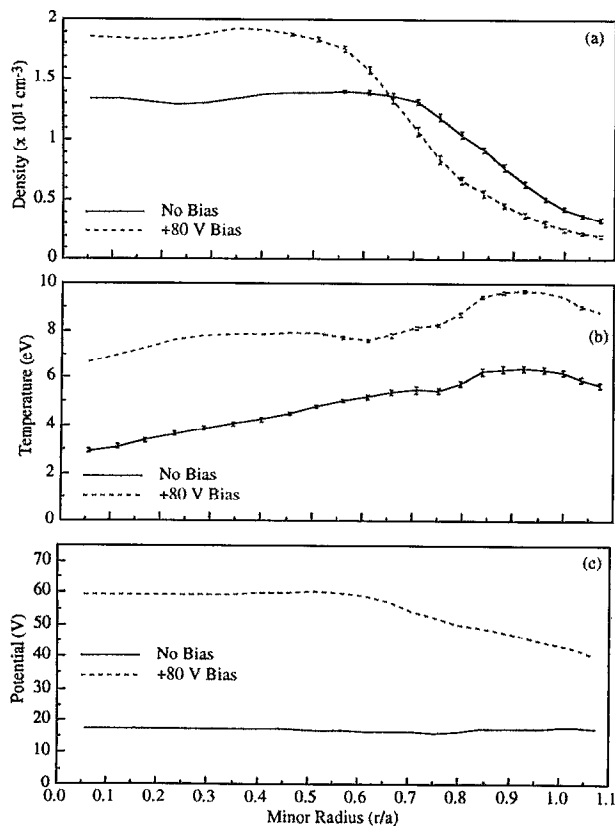 2
1.5
1
0.5
0
Density (x 10¹¹ cm⁻³)
(a)
No Bias
+80 V Bias
10
8
6
4
2
0
Temperature (eV)
(b)
No Bias
+80 V Bias
70
60
50
40
30
20
10
0
Potential (V)
(c)
No Bias
+80 V Bias
0.0 0.1 0.2 0.3 0.4 0.5 0.6 0.7 0.8 0.9 1.0 1.1
Minor Radius (r/a)